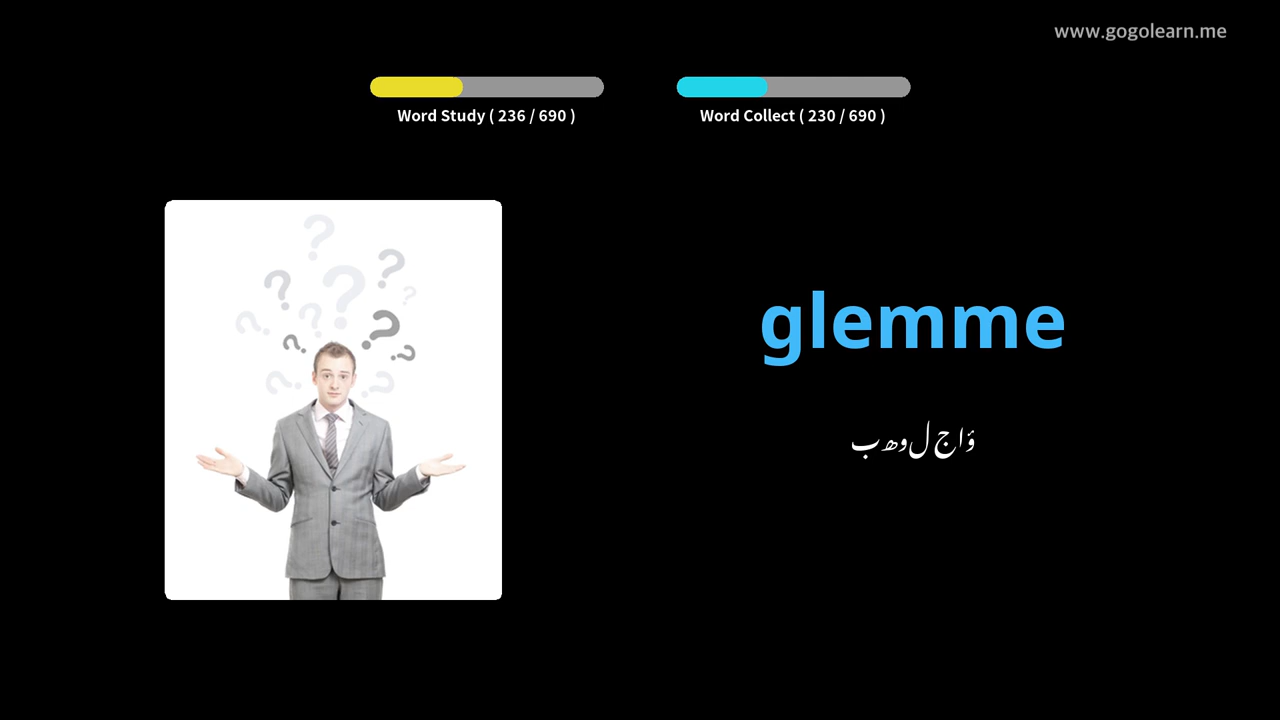 www.gogolearn.me
Word Study ( 236 / 690 )
Word Collect ( 230 / 690 )
glemme
ؤاج لوھب